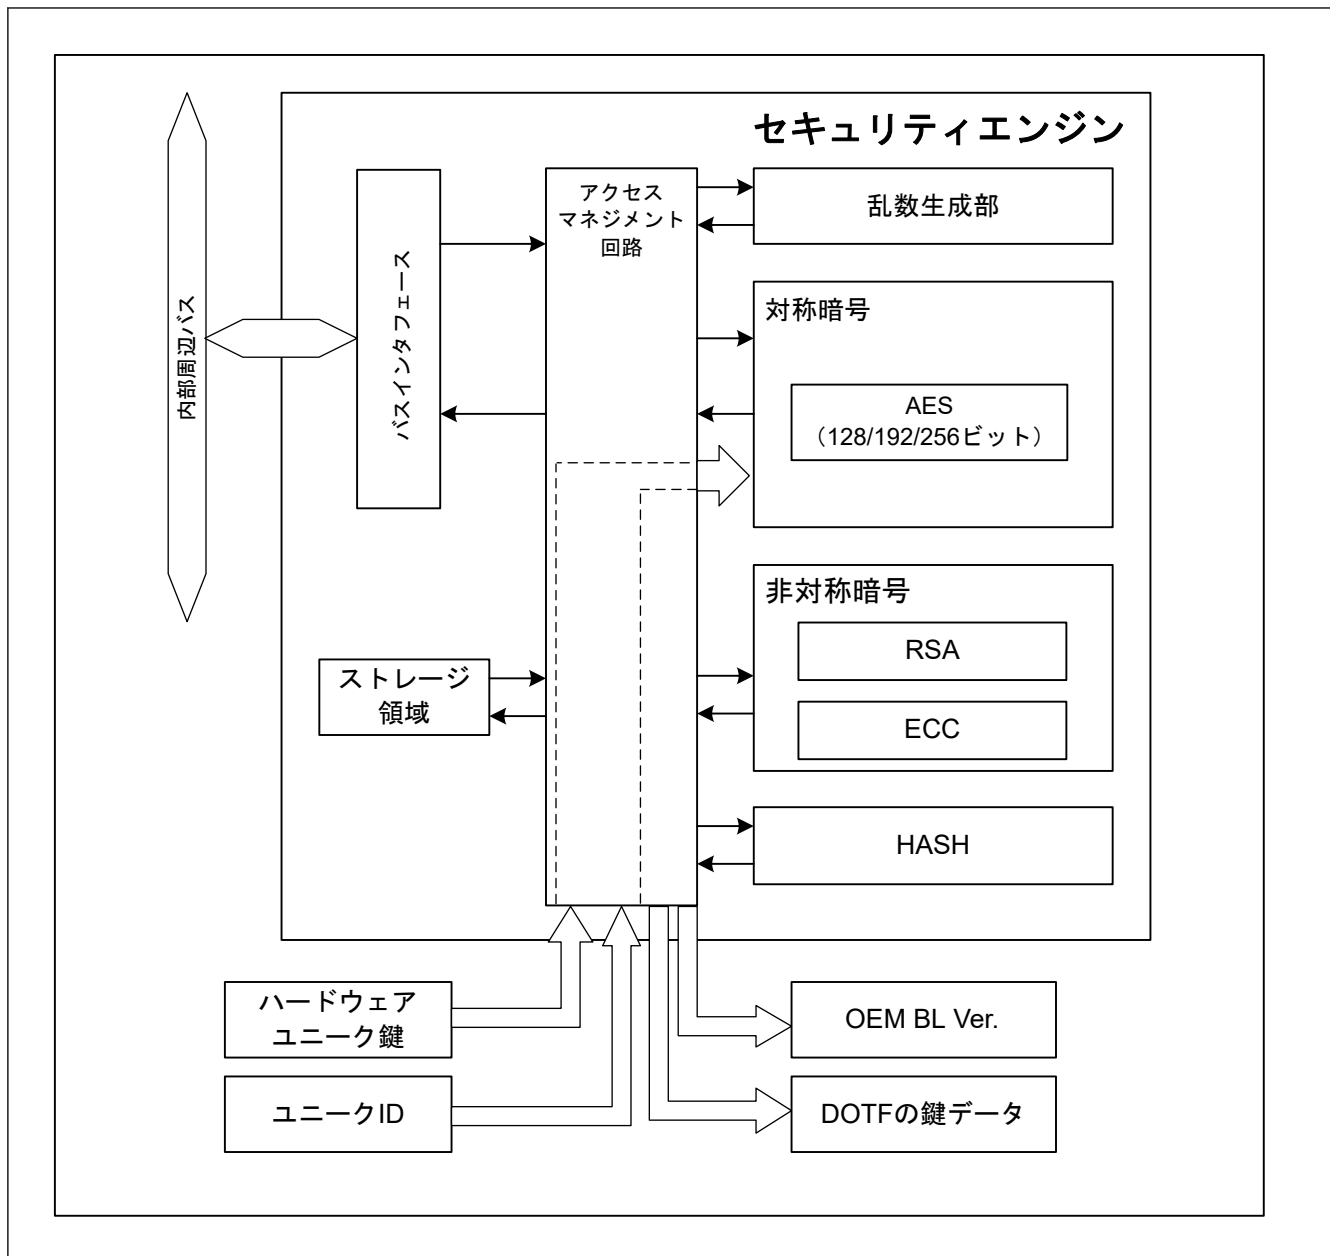 セキュリティエンジン
内部周辺バス
バスインタフェース
アクセス
マネジメント
回路
乱数生成部
対称暗号
AES
（128/192/256ビット）
非対称暗号
RSA
ECC
ストレージ
領域
HASH
ハードウェア
ユニーク鍵
OEM BL Ver.
ユニークID
DOTFの鍵データ